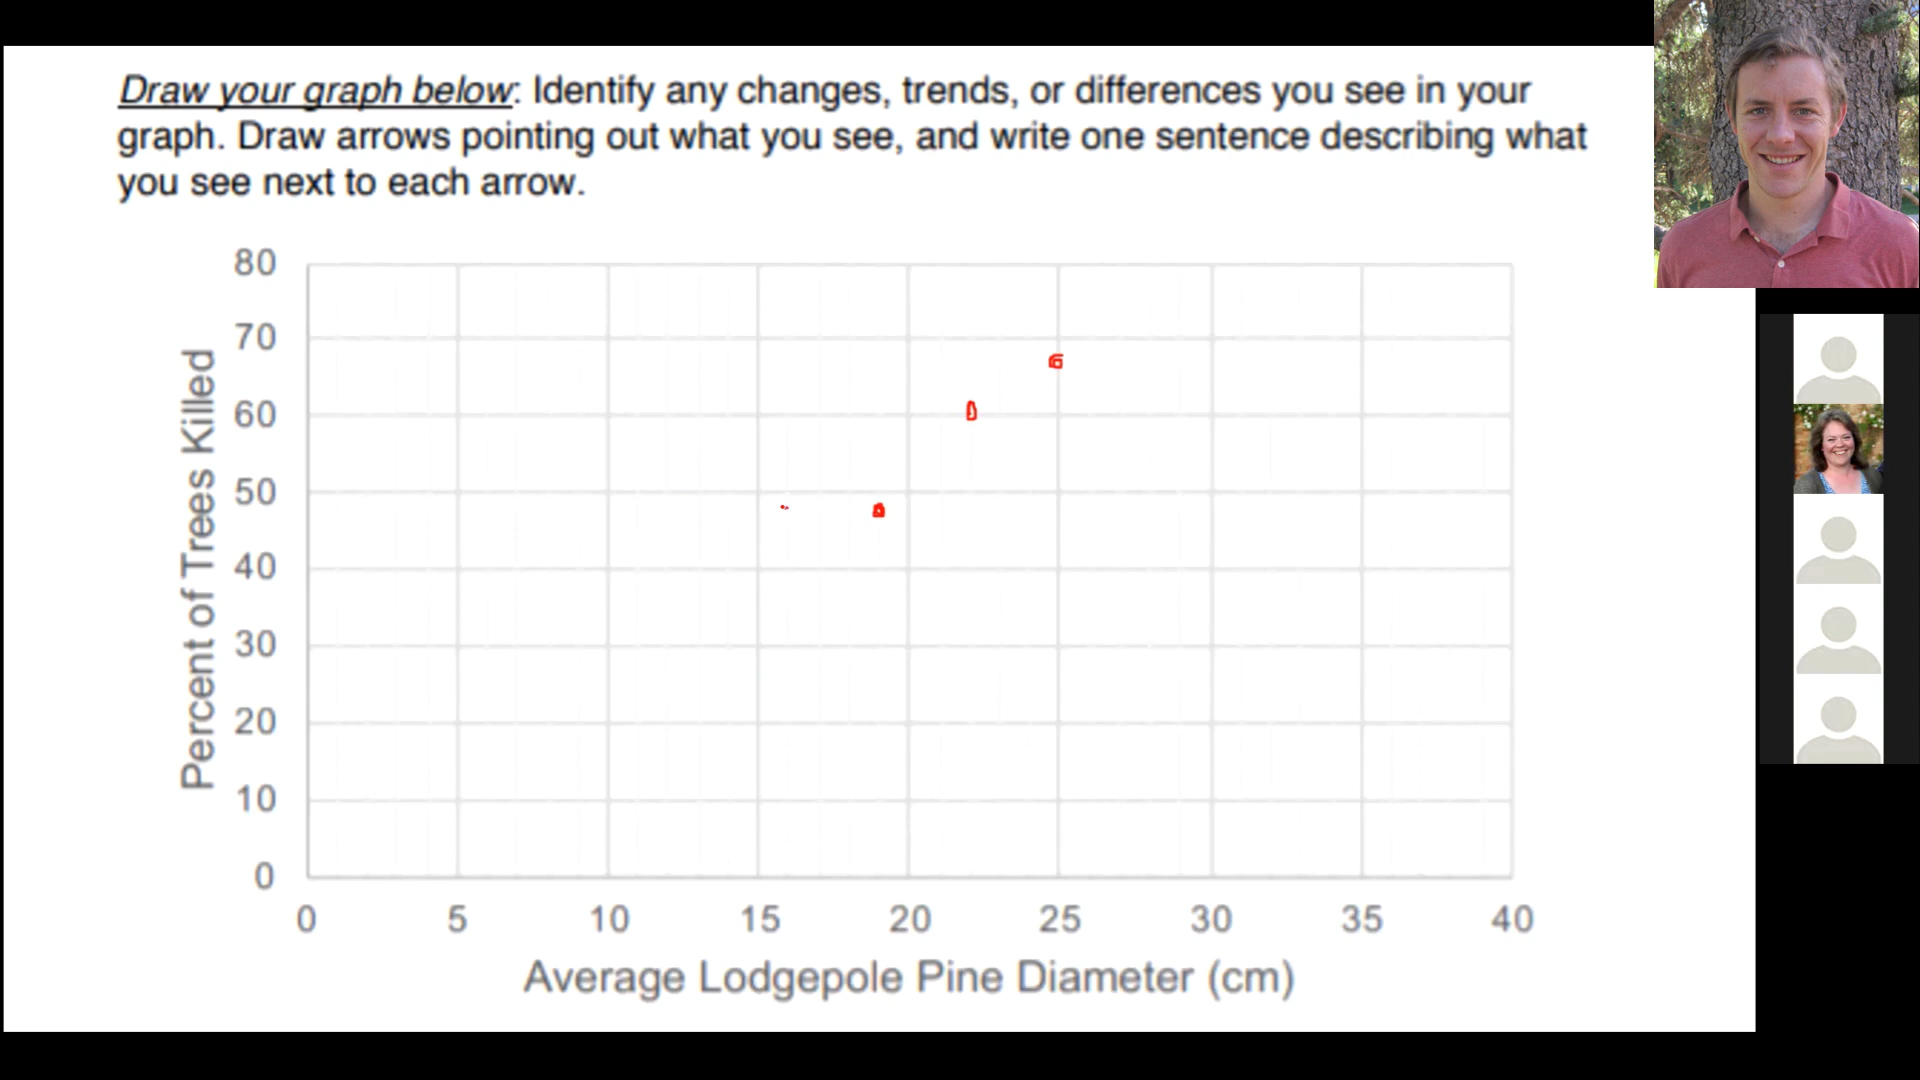 Draw your graph below: Identify any changes, trends, or differences you see in your
graph. Draw arrows pointing out what you see, and write one sentence describing what
you see next to each arrow.
80
70
60
50
40
30
20
10
0
Percent of Trees Killed
0 5 10 15 20 25 30 35 40
Average Lodgepole Pine Diameter (cm)